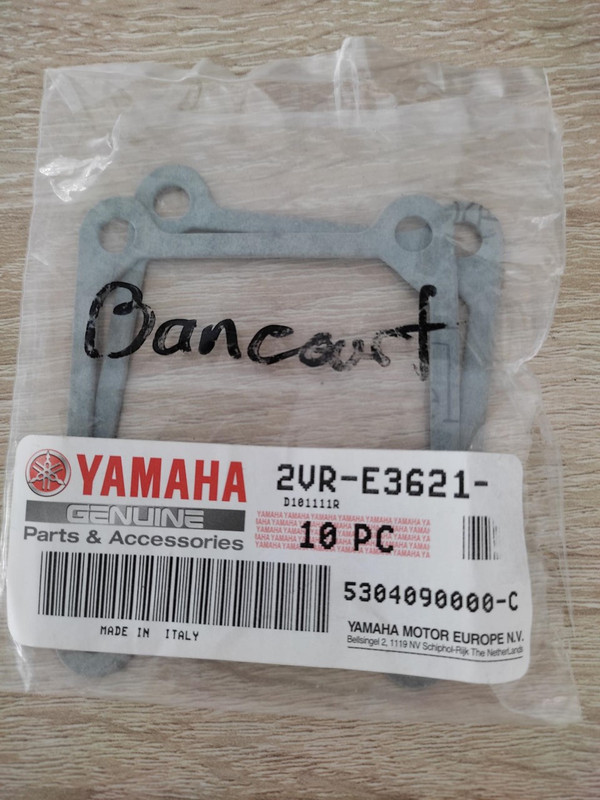 Bancourt
YAMAHA
GENUINE
Parts & Accessories
2VR-E3621-
D101111R
10 PC
5304090000-C
MADE IN ITALY
YAMAHA MOTOR EUROPE N.V.
Bellsingel 2, 1119 NV Schiphol-Rijk The Netherlands